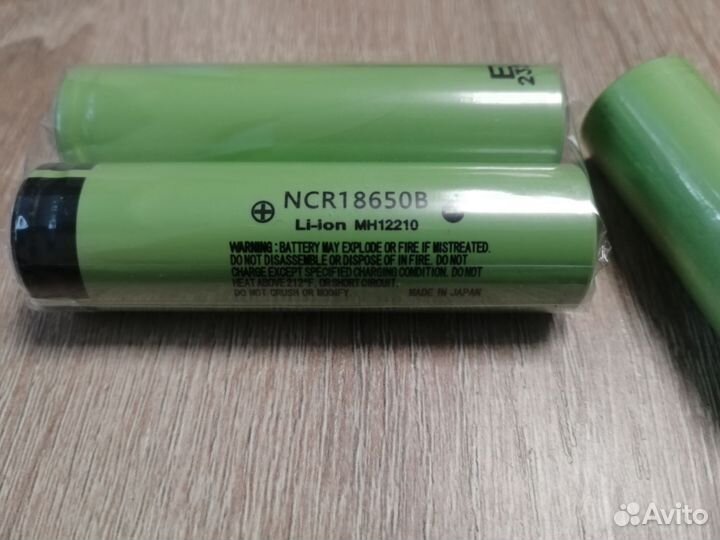 E
23
NCR18650B
Li-ion MH12210
WARNING: BATTERY MAY EXPLODE OR FIRE IF MISTREATED.
DO NOT DISASSEMBLE OR DISPOSE OF IN FIRE. DO NOT
CHARGE EXCEPT SPECIFIED CHARGING CONDITION. DO NOT
HEAT ABOVE 212°F. OR SHORT CIRCUIT.
DO NOT CRUSH OR MODIFY. MADE IN JAPAN
Avito